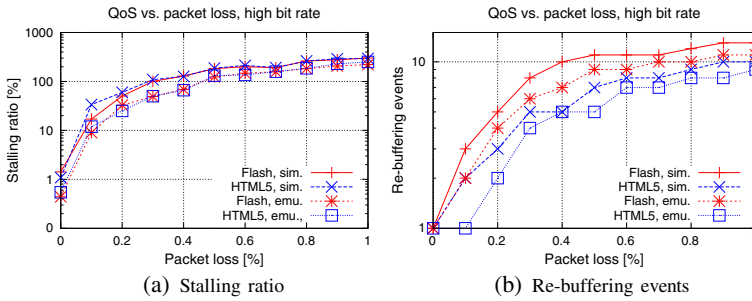 QoS vs. packet loss, high bit rate
Stalling ratio [%]
1000
100
10
1
0
Flash, sim.
HTML5, sim.
Flash, emu.
HTML5, emu.,
0 0.2 0.4 0.6 0.8 1
Packet loss [%]
(a) Stalling ratio
QoS vs. packet loss, high bit rate
Re-buffering events
10
1
Flash, sim.
HTML5, sim.
Flash, emu.
HTML5, emu.
0 0.2 0.4 0.6 0.8
Packet loss [%]
(b) Re-buffering events